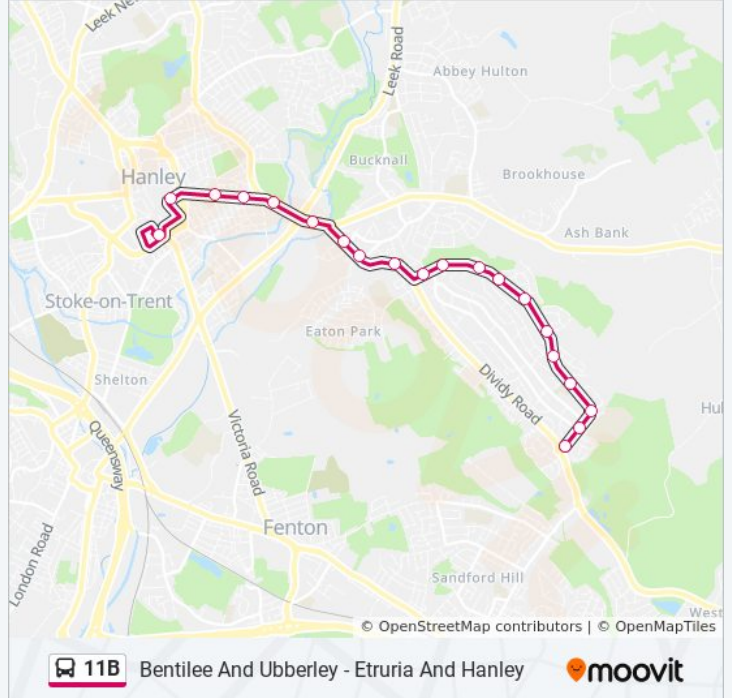 Leek Ne
Leek Road
Abbey Hulton
Bucknall
Hanley
Brookhouse
Ash Bank
Stoke-on-Trent
Eaton Park
Shelton
Dividy Road
Hul
Victoria Road
Queensway
Fenton
London Road
Sandford Hill
West
© OpenStreetMap contributors | © OpenMapTiles
11B Bentilee And Ubberley - Etruria And Hanley moovit